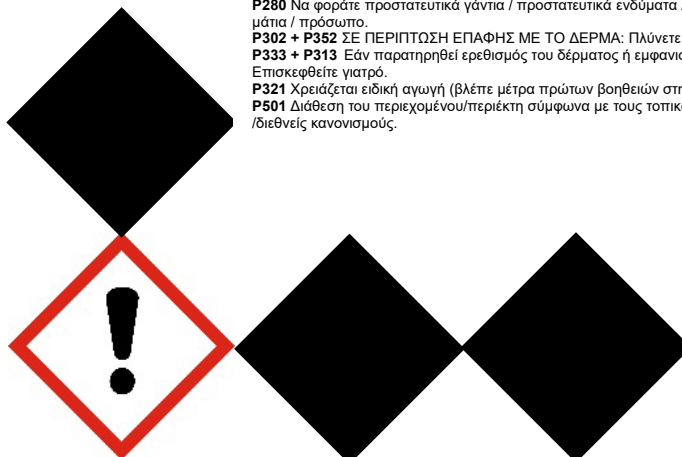 P280 Να φοράτε προστατευτικά γάντια / προστατευτικά ενδύματα
μάτια / πρόσωπο.
P302 + P352 ΣΕ ΠΕΡΙΠΤΩΣΗ ΕΠΑΦΗΣ ΜΕ ΤΟ ΔΕΡΜΑ: Πλύνετε
P333 + P313 Εάν παρατηρηθεί ερεθισμός του δέρματος ή εμφανισ
Επισκεφθείτε γιατρό.
P321 Χρειάζεται ειδική αγωγή (βλέπε μέτρα πρώτων βοηθειών στη
P501 Διάθεση του περιεχομένου/περιέκτη σύμφωνα με τους τοπικ
/διεθνείς κανονισμούς.